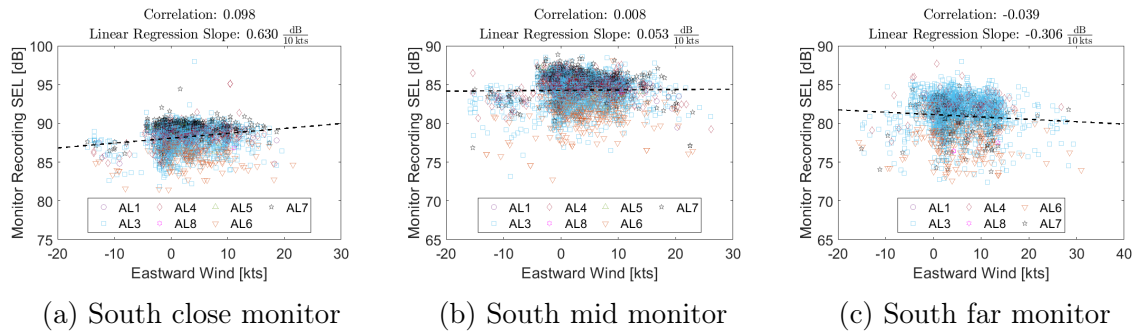 Correlation: 0.098
Linear Regression Slope: 0.630 dB/10 kts
Monitor Recording SEL [dB]
100
95
90
85
80
75
AL1 AL4 AL5 AL7
AL3 AL8 AL6
-20 -10 0 10 20 30
Eastward Wind [kts]
(a) South close monitor
Correlation: 0.008
Linear Regression Slope: 0.053 dB/10 kts
Monitor Recording SEL [dB]
90
85
80
75
70
65
AL1 AL4 AL5 AL7
AL3 AL8 AL6
-20 -10 0 10 20 30
Eastward Wind [kts]
(b) South mid monitor
Correlation: -0.039
Linear Regression Slope: -0.306 dB/10 kts
Monitor Recording SEL [dB]
90
85
80
75
70
65
AL1 AL4 AL6
AL3 AL8 AL7
-20 -10 0 10 20 30 40
Eastward Wind [kts]
(c) South far monitor